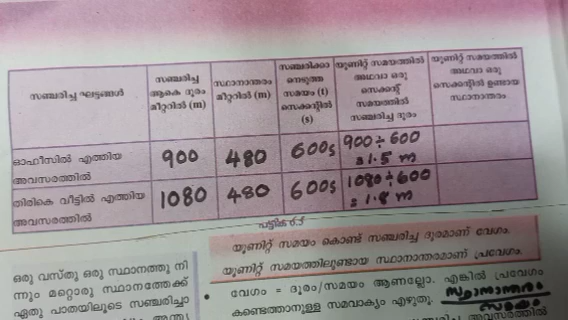 സഞ്ചരിച്ച ഘട്ടങ്ങൾ
സഞ്ചരിച്ച
ആകെ ദൂരം
മീറ്ററിൽ (m)
സ്ഥാനാന്തരം
മീറ്ററിൽ (m)
സഞ്ചരിക്കാ
നെടുത്ത
സമയം (t)
സെക്കന്റിൽ
(s)
യൂണിറ്റ് സമയത്തിൽ
അഥവാ ഒരു
സെക്കന്റ്
സമയത്തിൽ
സഞ്ചരിച്ച ദൂരം
യൂണിറ്റ് സമയത്തിൽ
അഥവാ ഒരു
സെക്കന്റിൽ ഉണ്ടായ
സ്ഥാനാന്തരം
ഓഫീസിൽ എത്തിയ
അവസരത്തിൽ
900
480
600s
900÷600
=1.5 m
തിരികെ വീട്ടിൽ എത്തിയ
അവസരത്തിൽ
1080
480
600s
1080÷600
= 1.8 m
പട്ടിക 6.5
യൂണിറ്റ് സമയം കൊണ്ട് സഞ്ചരിച്ച ദൂരമാണ് വേഗം.
യൂണിറ്റ് സമയത്തിലുണ്ടായ സ്ഥാനാന്തരമാണ് പ്രവേഗം.
ഒരു വസ്തു ഒരു സ്ഥാനത്തു നി
ന്നും മറ്റൊരു സ്ഥാനത്തേക്ക്
ഏതു പാതയിലൂടെ സഞ്ചരിച്ചാ
അന്ത്യ
• വേഗം = ദൂരം/സമയം ആണല്ലോ. എങ്കിൽ പ്രവേഗം
കണ്ടെത്താനുള്ള സമവാക്യം എഴുതൂ. സ്ഥാനാന്തരം
സമയം
അവസരത്തിൽ